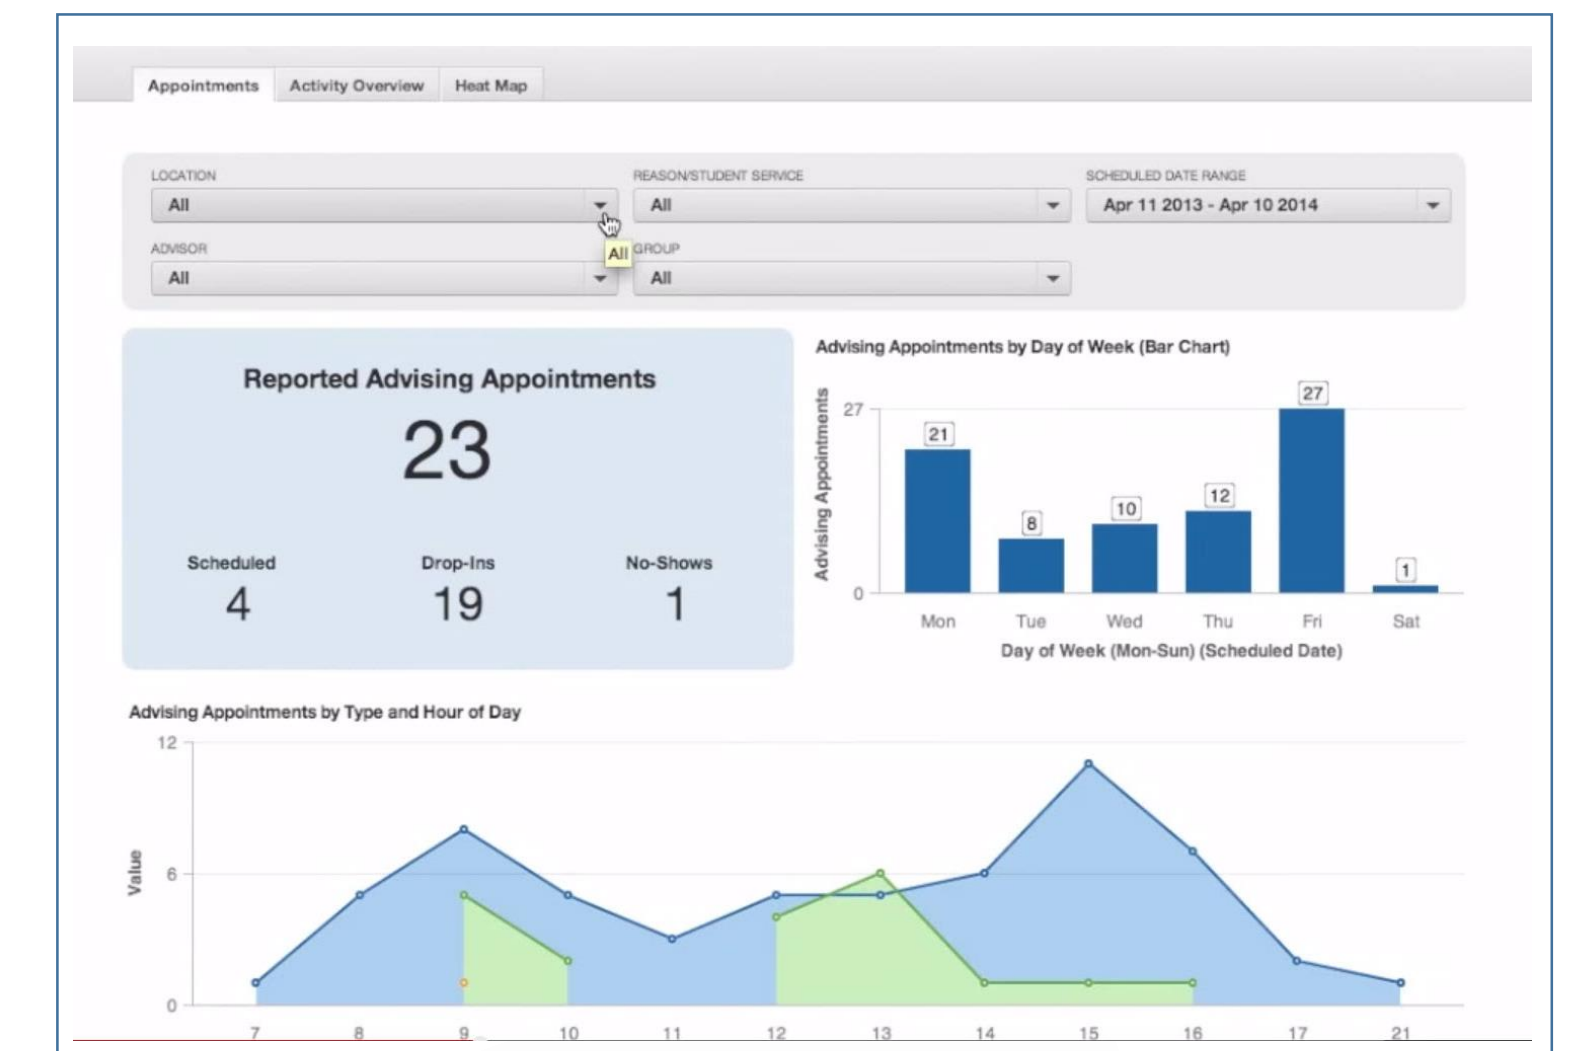 Appointments Activity Overview Heat Map
LOCATION REASON/STUDENT SERVICE SCHEDULED DATE RANGE
All All Apr 11 2013 - Apr 10 2014
All
ADVISOR GROUP
All All
Reported Advising Appointments
23
Scheduled Drop-Ins No-Shows
4 19 1
Advising Appointments by Day of Week (Bar Chart)
Advising Appointments
27
0
21 8 10 12 27 1
Mon Tue Wed Thu Fri Sat
Day of Week (Mon-Sun) (Scheduled Date)
Advising Appointments by Type and Hour of Day
Value
12
6
0
7 8 9 10 11 12 13 14 15 16 17 21